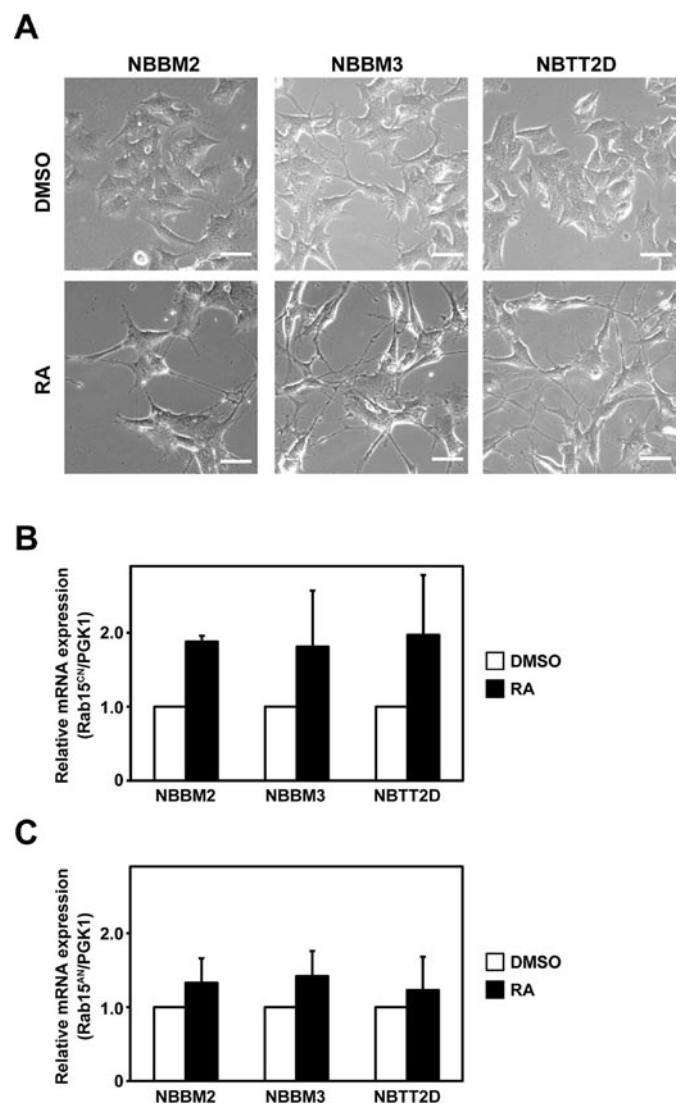 A
NBBM2 NBBM3 NBTT2D
DMSO
RA
B
Relative mRNA expression
(Rab15ᶜᴺ/PGK1)
2.0
1.0
0
NBBM2 NBBM3 NBTT2D
DMSO
RA
C
Relative mRNA expression
(Rab15ᴬᴺ/PGK1)
2.0
1.0
0
NBBM2 NBBM3 NBTT2D
DMSO
RA